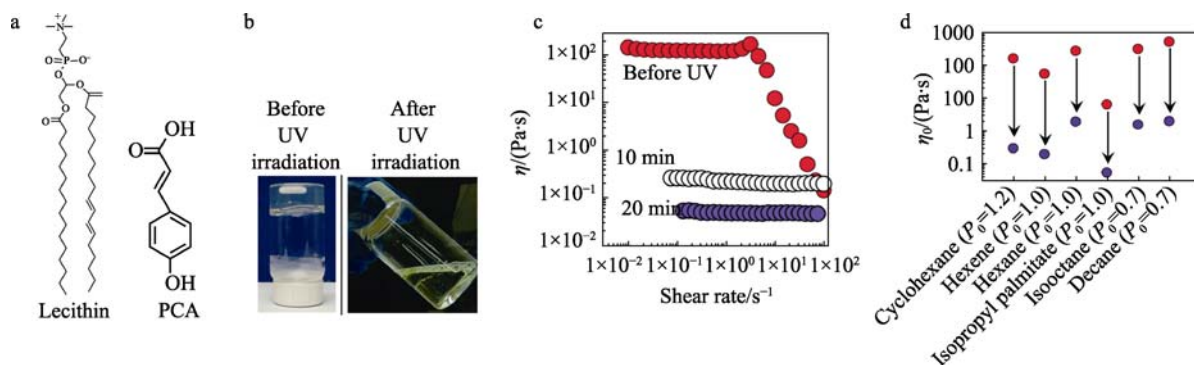 a
N
+
O
P
O⁻
O
O
O
O
Lecithin
OH
O
OH
PCA
b
Before
UV
irradiation
After
UV
irradiation
c
η/(Pa·s)
1×10²
1×10¹
1×10⁰
1×10⁻¹
1×10⁻²
Before UV
10 min
20 min
1×10⁻² 1×10⁻¹ 1×10⁰ 1×10¹ 1×10²
Shear rate/s⁻¹
d
η₀/(Pa·s)
1000
100
10
1
0.1
Cyclohexane (P₀=1.2)
Hexene (P₀=1.0)
Hexane (P₀=1.0)
Isopropyl palmitate (P₀=1.0)
Isooctane (P₀=0.7)
Decane (P₀=0.7)